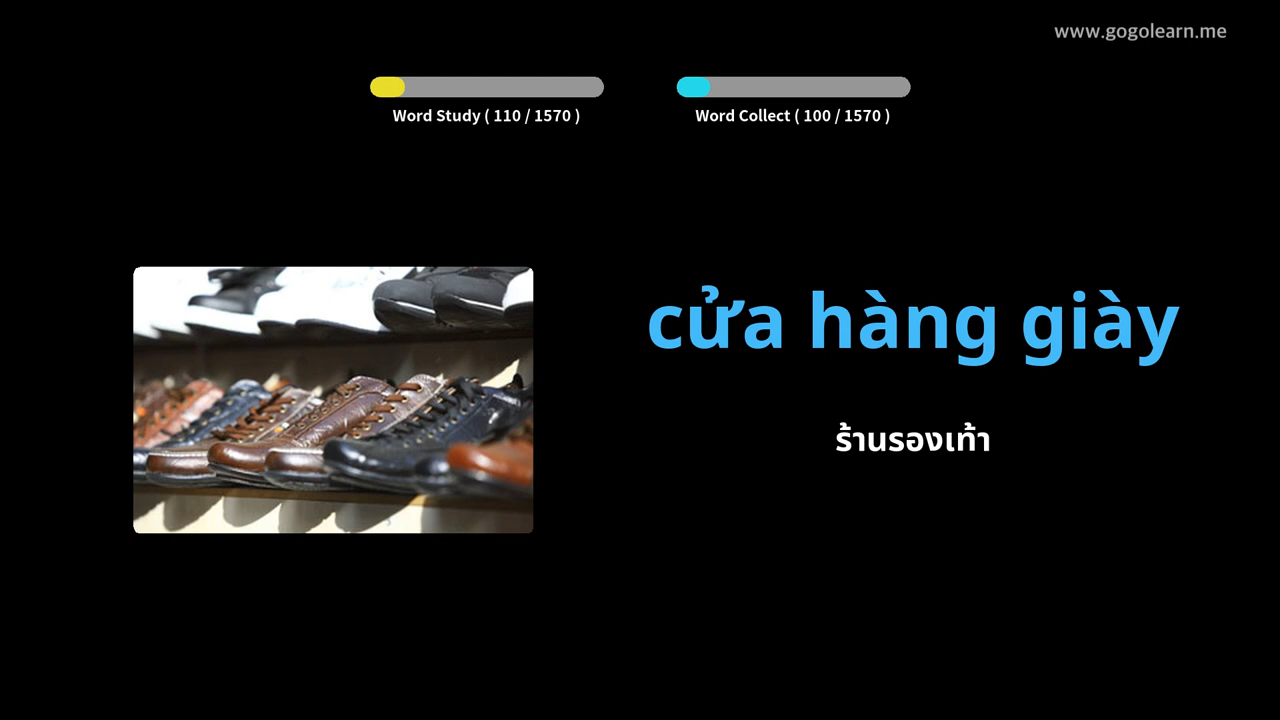 www.gogolearn.me
Word Study ( 110 / 1570 )
Word Collect ( 100 / 1570 )
cửa hàng giày
ร้านรองเท้า